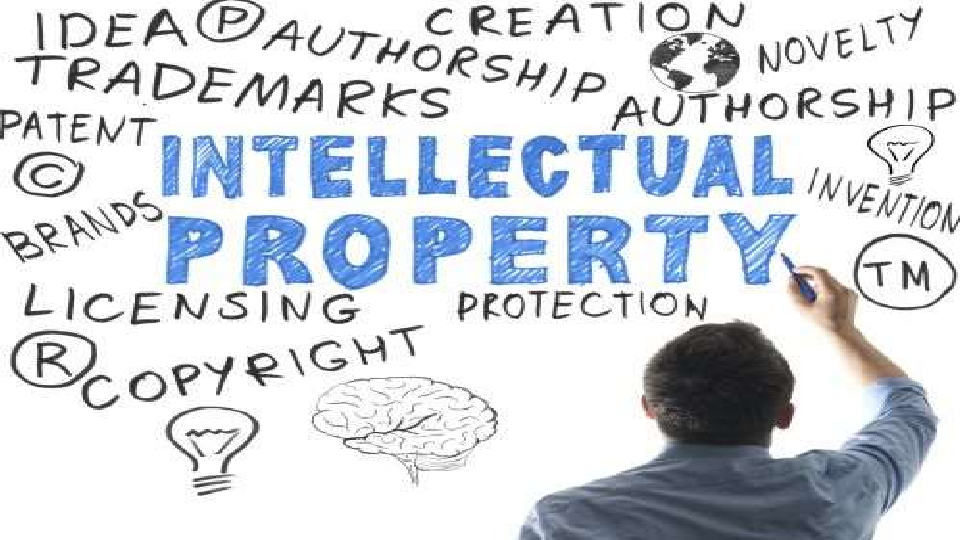 IDEA Ⓟ AUTHORSHIP CREATION NOVELTY
TRADEMARKS AUTHORSHIP
PATENT
INTELLECTUAL
© INVENTION
BRANDS
PROPERTY
TM
LICENSING PROTECTION
® COPYRIGHT